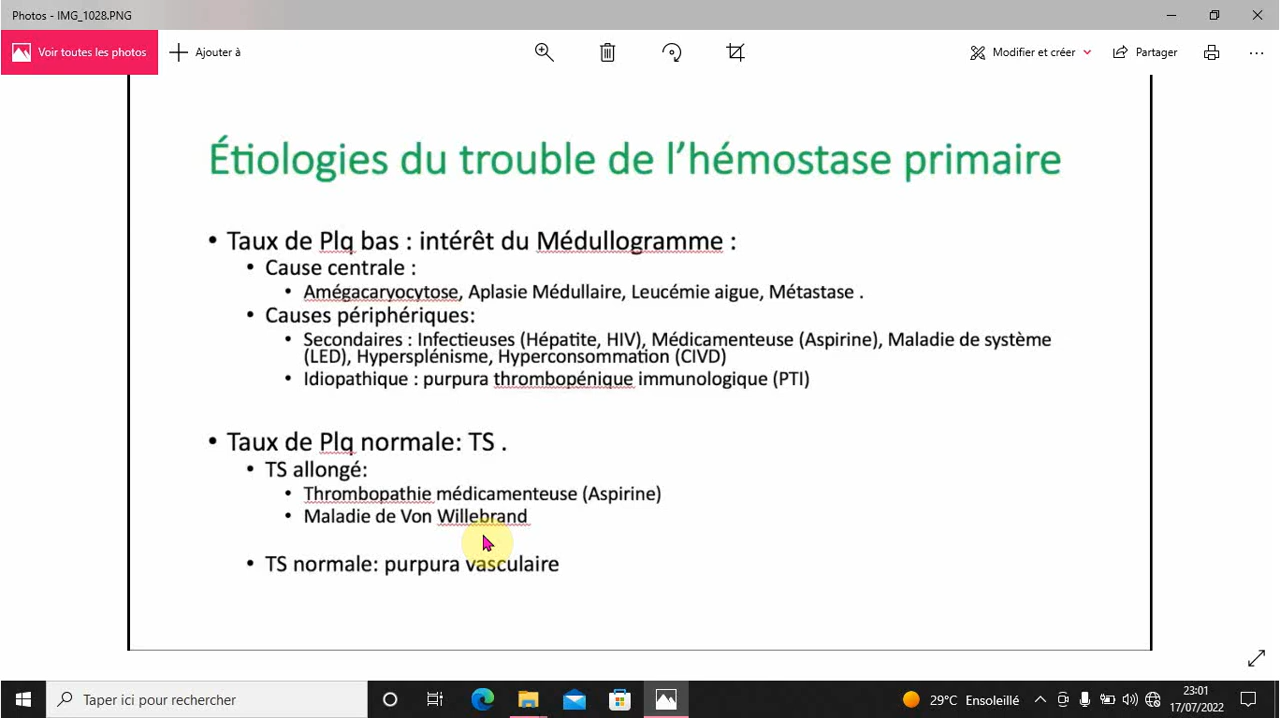 Photos - IMG_1028.PNG
Voir toutes les photos
Ajouter à
Modifier et créer
Partager
Étiologies du trouble de l'hémostase primaire
• Taux de Plq bas : intérêt du Médullogramme :
• Cause centrale :
• Amégacaryocytose, Aplasie Médullaire, Leucémie aigue, Métastase .
• Causes périphériques:
• Secondaires : Infectieuses (Hépatite, HIV), Médicamenteuse (Aspirine), Maladie de système
(LED), Hypersplénisme, Hyperconsommation (CIVD)
• Idiopathique : purpura thrombopénique immunologique (PTI)
• Taux de Plq normale: TS .
• TS allongé:
• Thrombopathie médicamenteuse (Aspirine)
• Maladie de Von Willebrand
• TS normale: purpura vasculaire
Taper ici pour rechercher
29°C Ensoleillé
23:01
17/07/2022